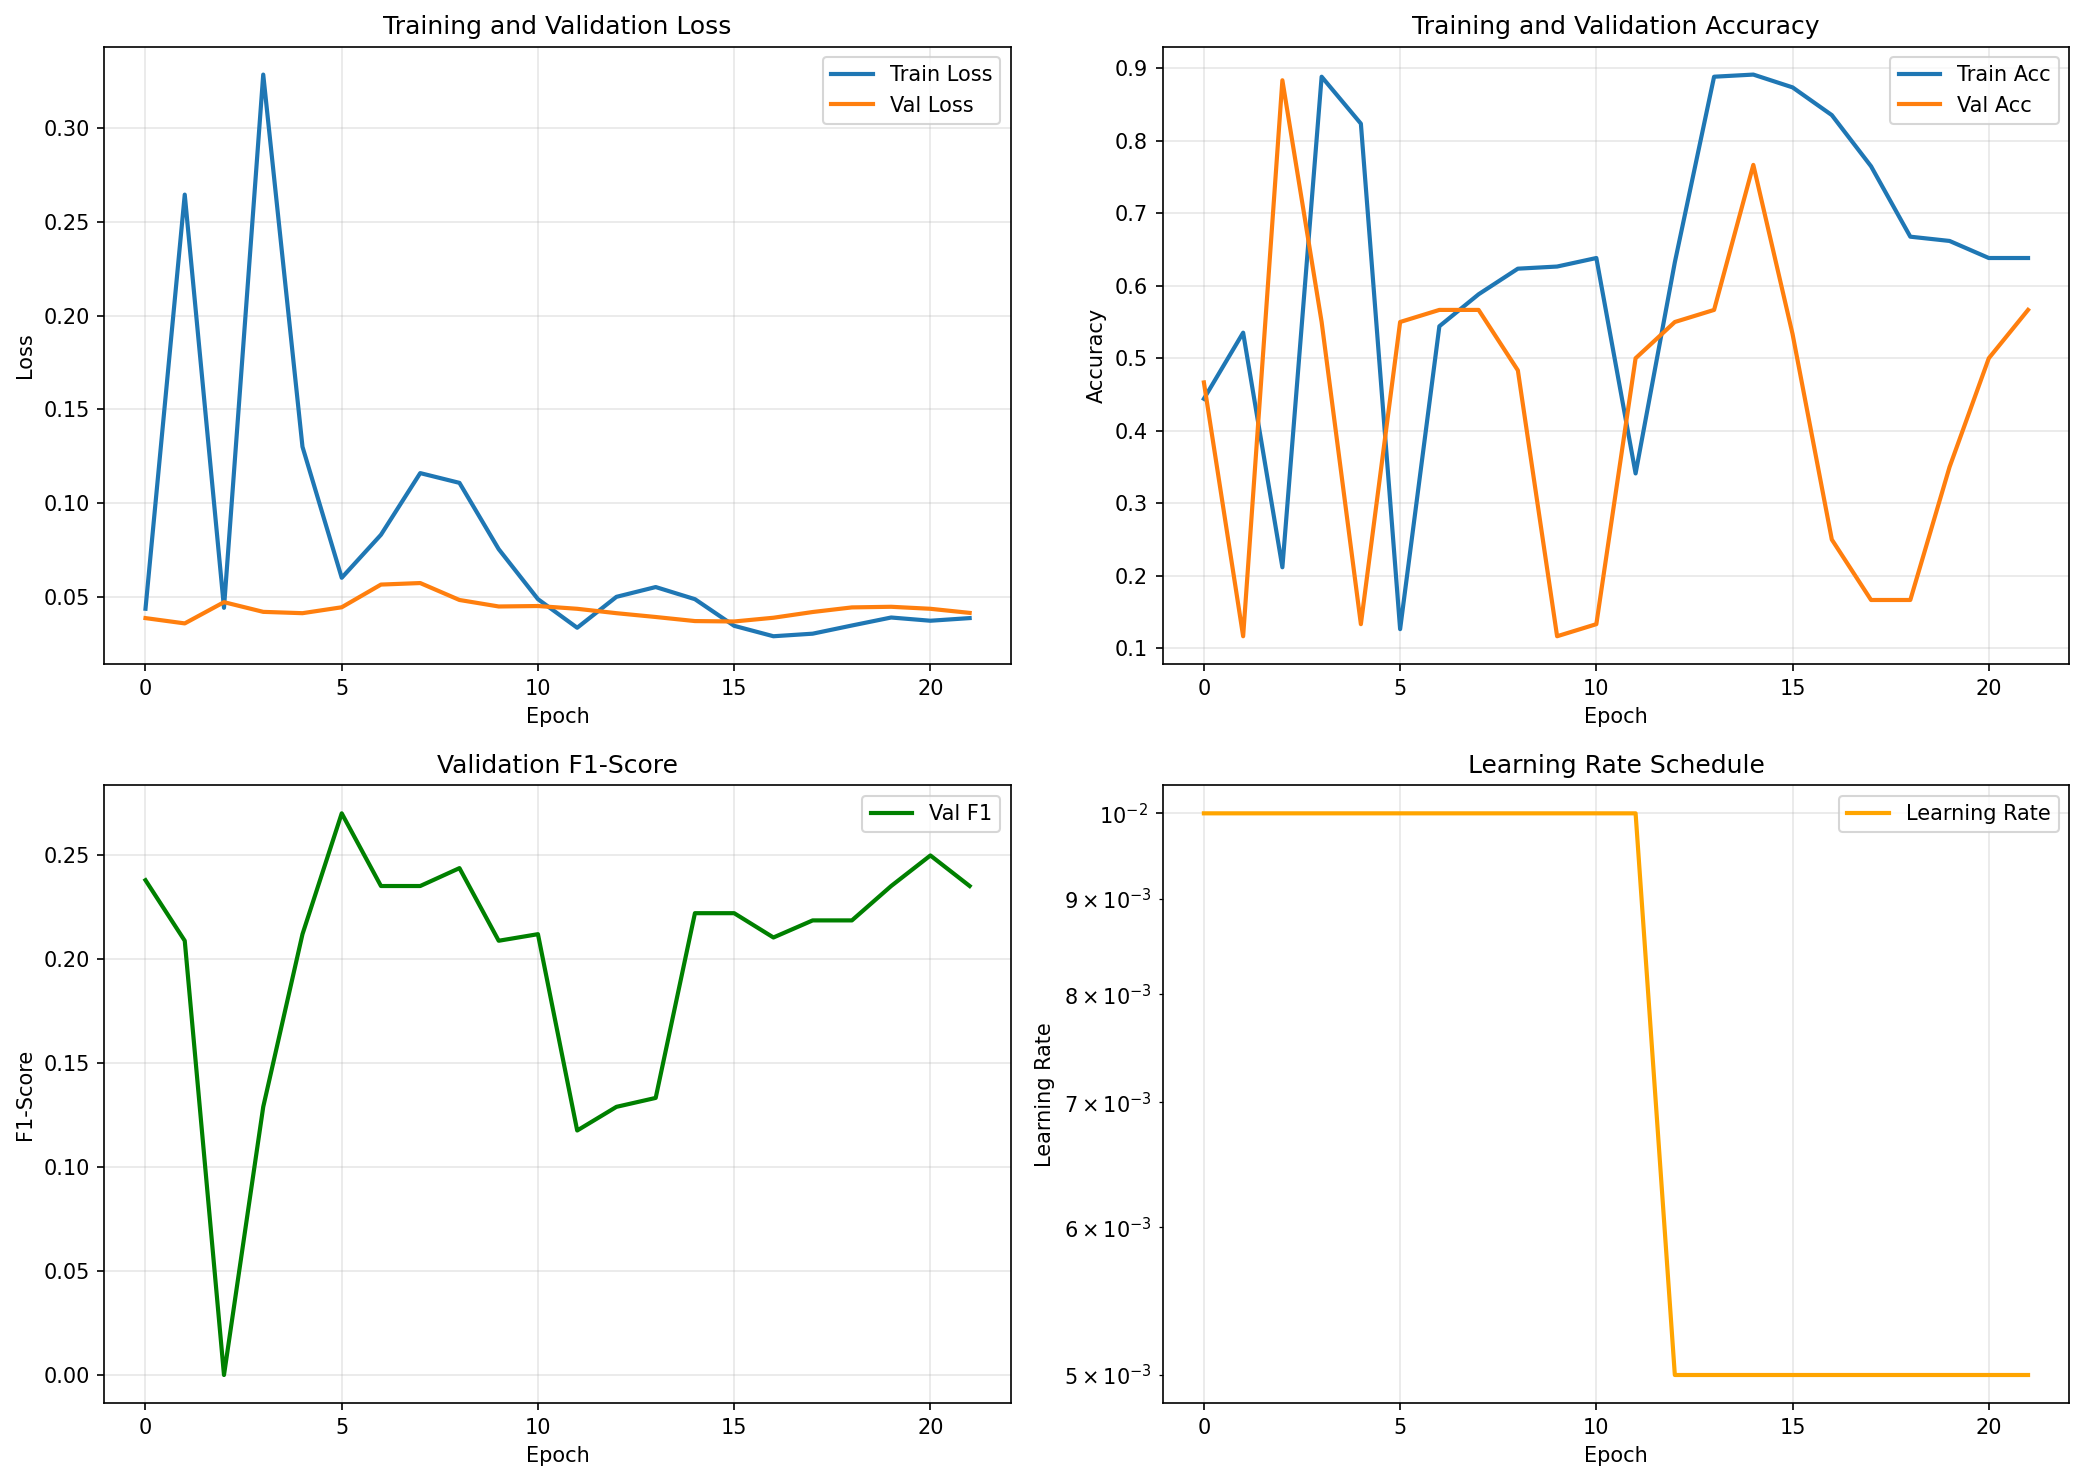 Training and Validation Loss
Train Loss
Val Loss
0.30
0.25
0.20
0.15
0.10
0.05
Loss
0 5 10 15 20
Epoch
Training and Validation Accuracy
Train Acc
Val Acc
0.9
0.8
0.7
0.6
0.5
0.4
0.3
0.2
0.1
Accuracy
0 5 10 15 20
Epoch
Validation F1-Score
Val F1
0.25
0.20
0.15
0.10
0.05
0.00
F1-Score
0 5 10 15 20
Epoch
Learning Rate Schedule
Learning Rate
10⁻²
9 × 10⁻³
8 × 10⁻³
7 × 10⁻³
6 × 10⁻³
5 × 10⁻³
Learning Rate
0 5 10 15 20
Epoch